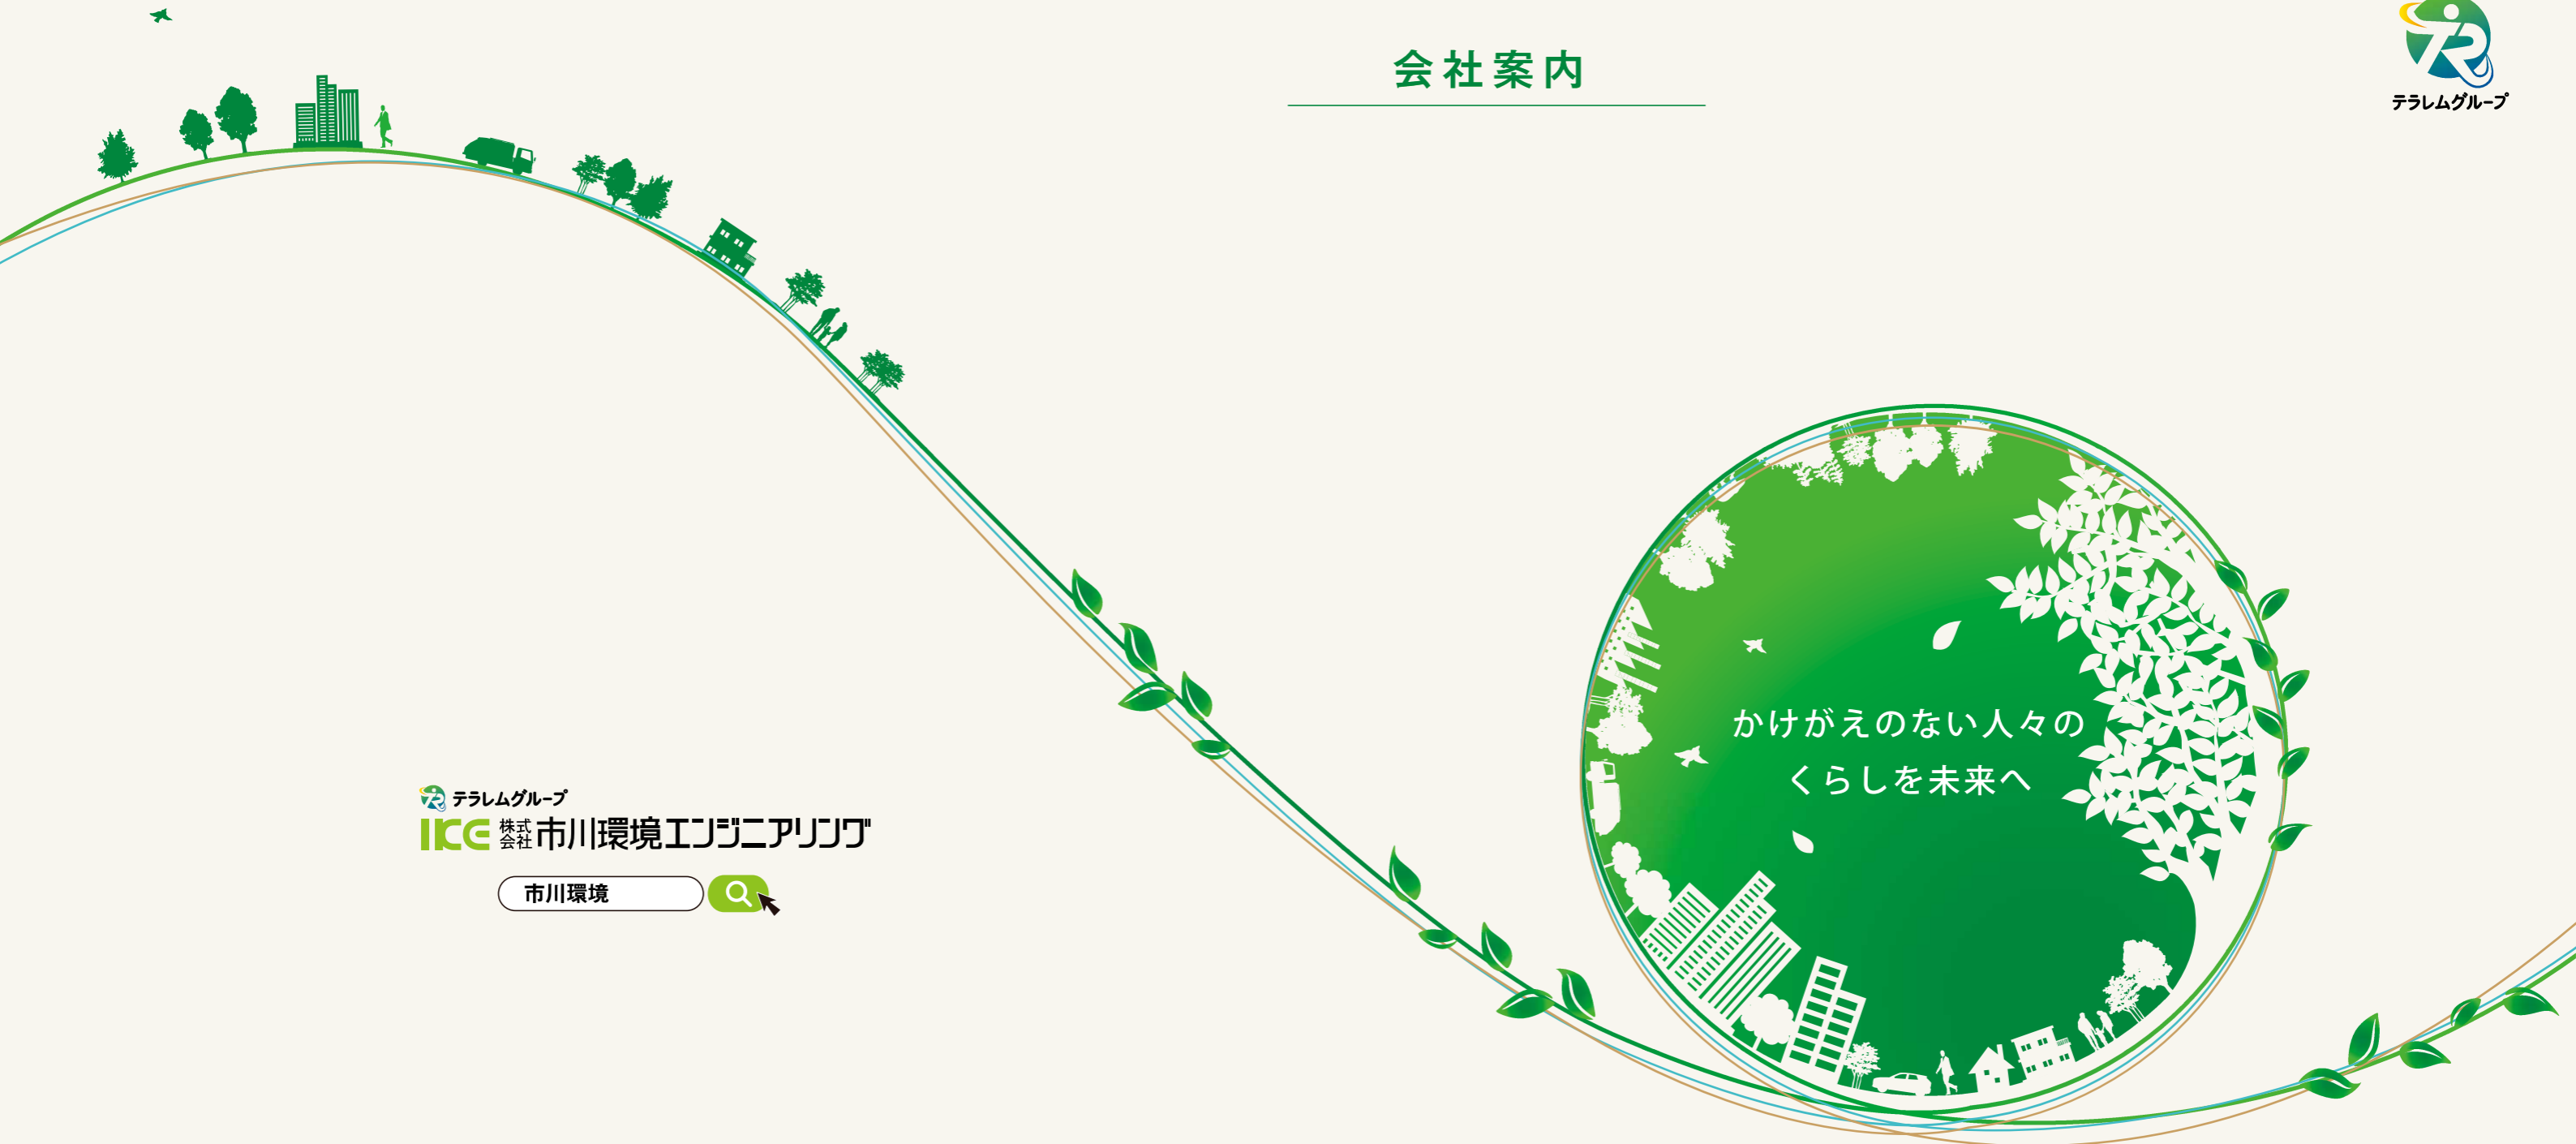 会社案内
テラレムグループ
かけがえのない人々の
くらしを未来へ
テラレムグループ
IKE 株式会社 市川環境エンジニアリング
市川環境